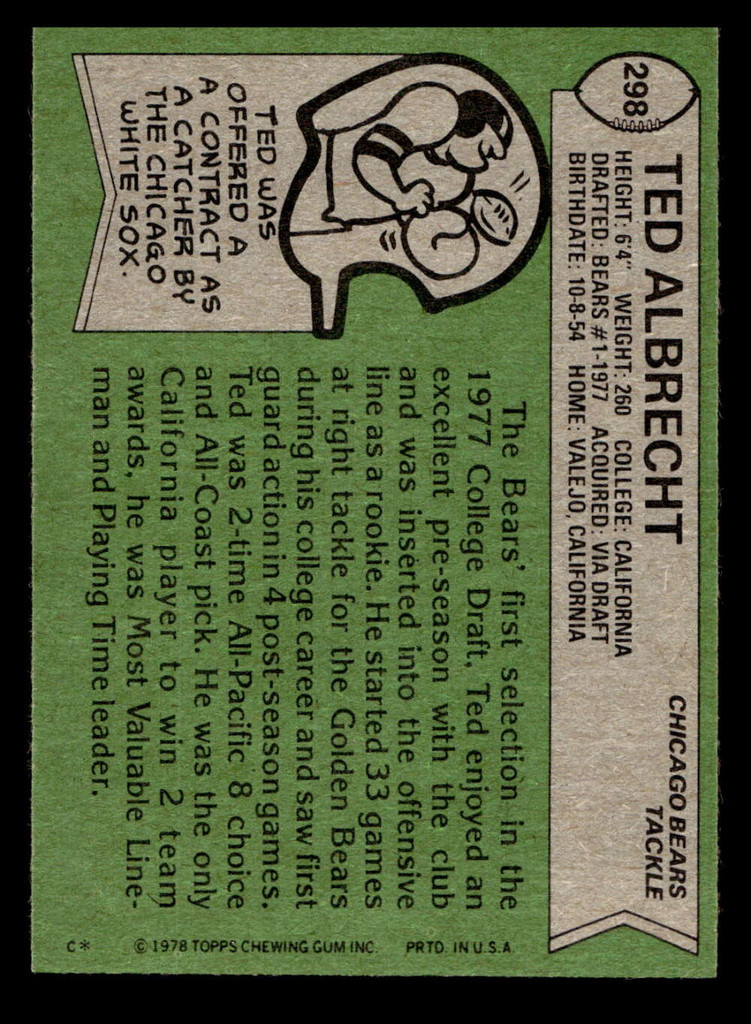 298
TED ALBRECHT
CHICAGO BEARS
TACKLE
HEIGHT: 6'4" WEIGHT: 260 COLLEGE: CALIFORNIA
DRAFTED: BEARS #1-1977 ACQUIRED: VIA DRAFT
BIRTHDATE: 10-8-54 HOME: VALEJO, CALIFORNIA
TED WAS
OFFERED A
A CONTRACT AS
A CATCHER BY
THE CHICAGO
WHITE SOX.
The Bears' first selection in the
1977 College Draft, Ted enjoyed an
excellent pre-season with the club
and was inserted into the offensive
line as a rookie. He started 33 games
at right tackle for the Golden Bears
during his college career and saw first
guard action in 4 post-season games.
Ted was 2-time All-Pacific 8 choice
and All-Coast pick. He was the only
California player to win 2 team
awards, he was Most Valuable Line-
man and Playing Time leader.
C* © 1978 TOPPS CHEWING GUM INC. PRTD. IN U.S.A.